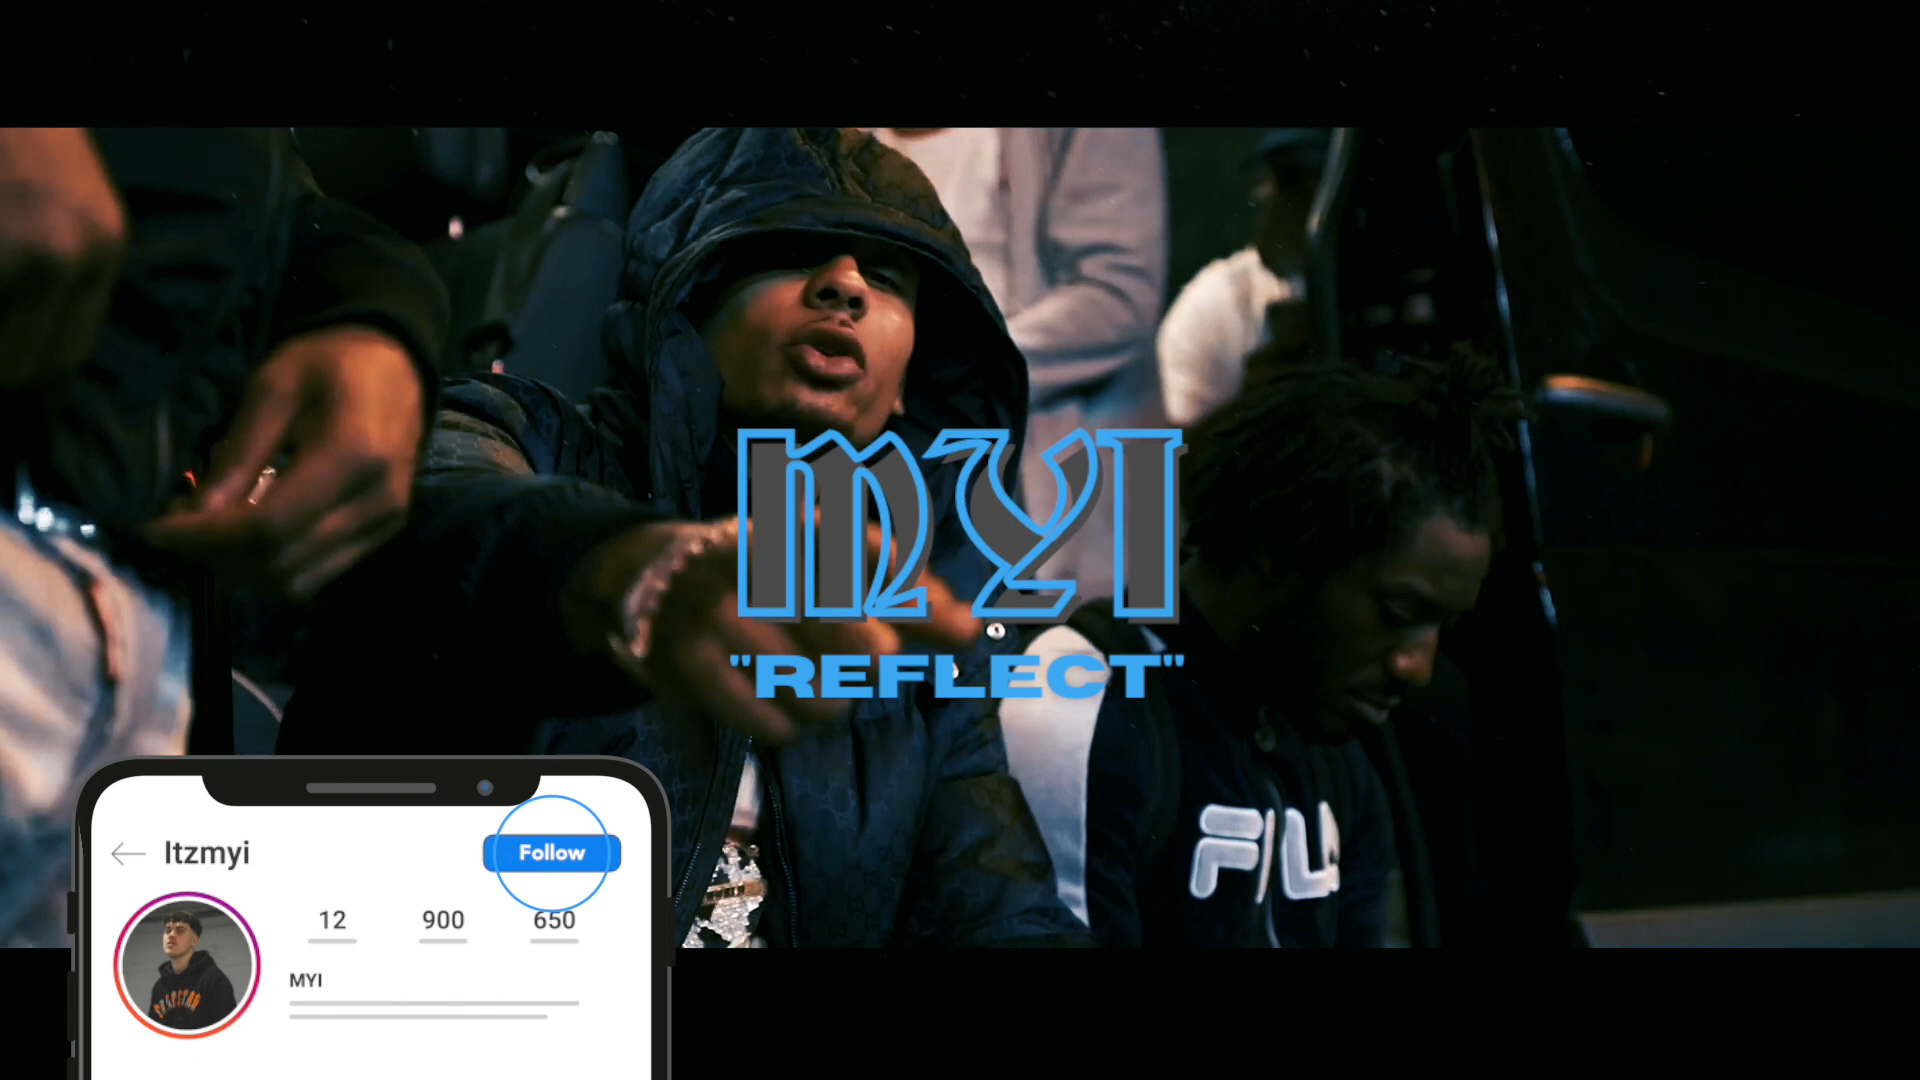 MYI
"REFLECT"
FILA
Itzmyi
Follow
12 900 650
MYI